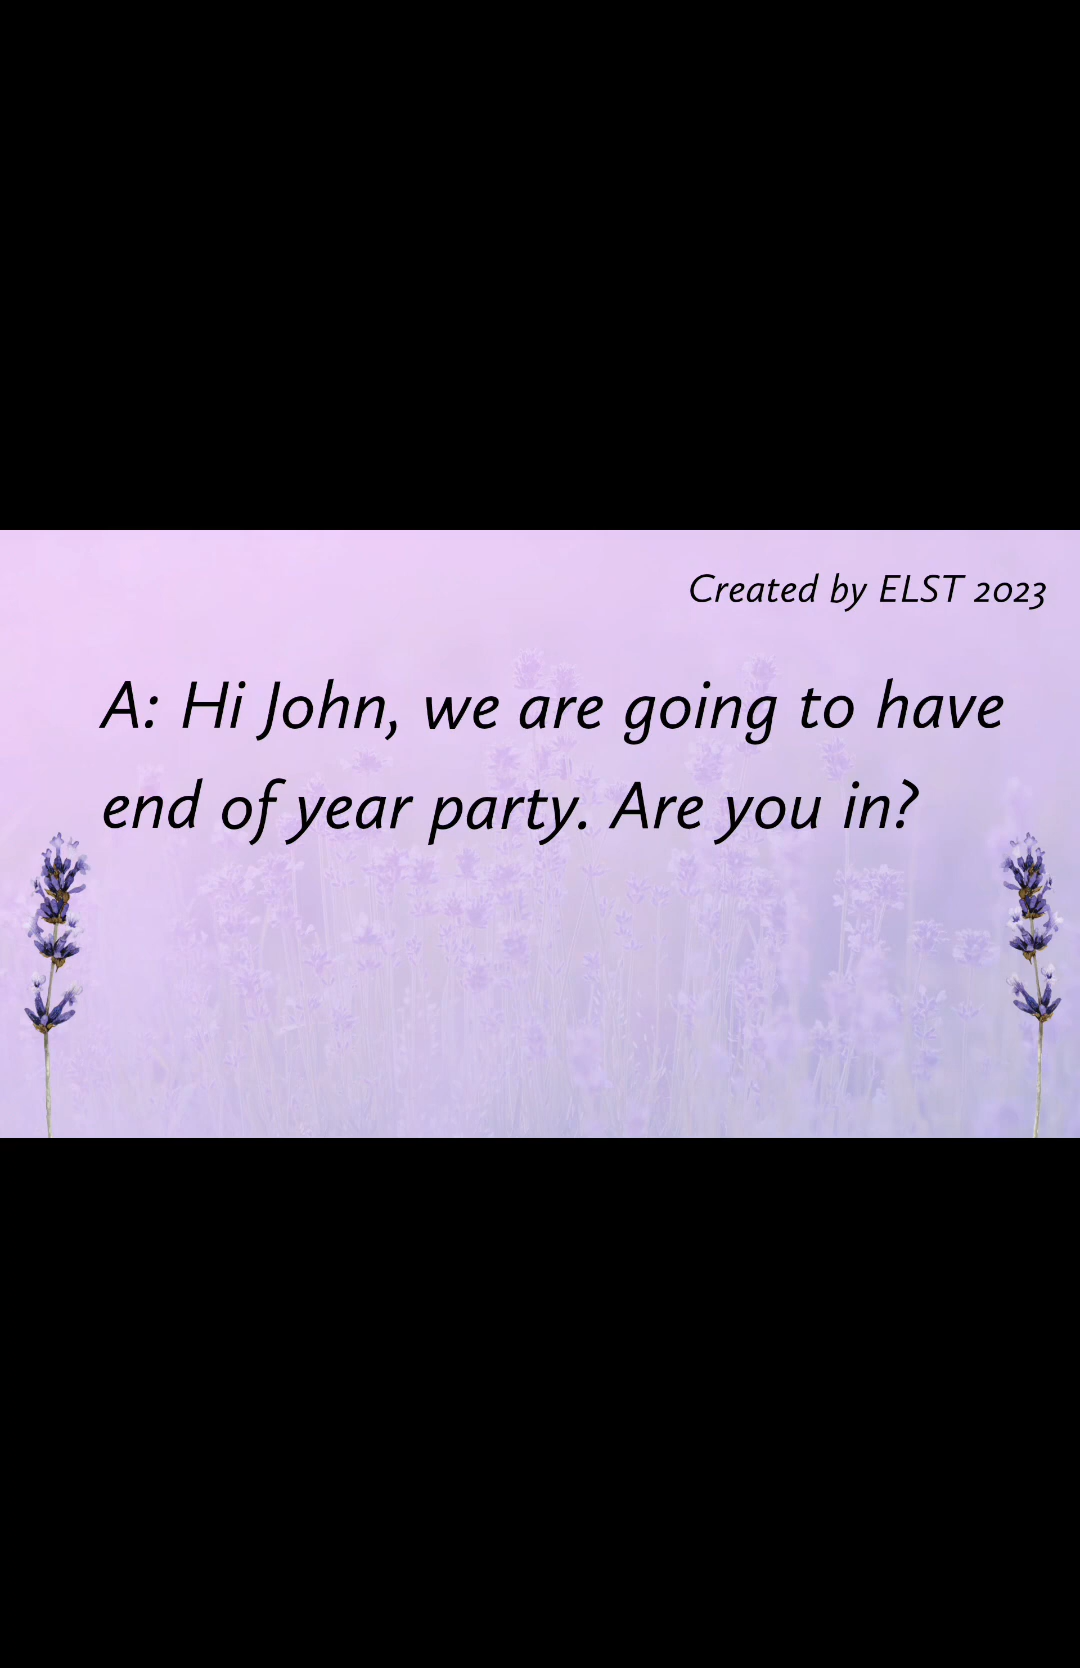 Created by ELST 2023
A: Hi John, we are going to have
end of year party. Are you in?